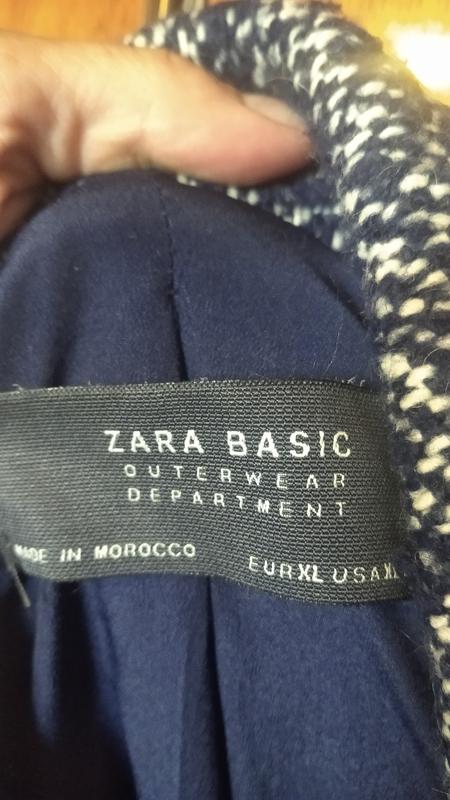 ZARA BASIC
OUTERWEAR
DEPARTMENT
MADE IN MOROCCO
EUR XL USA XL